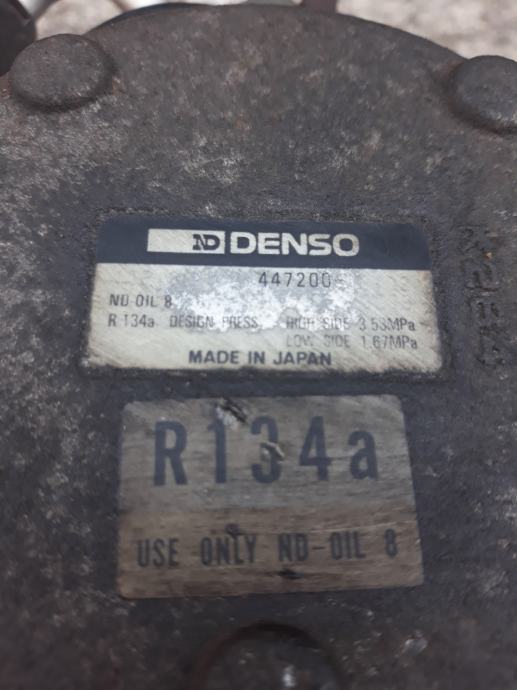 ND DENSO
447200-
ND-OIL 8
R 134a DESIGN PRESS. HIGH SIDE 3.53MPa
LOW SIDE 1.67MPa
MADE IN JAPAN
R134a
USE ONLY ND-OIL 8